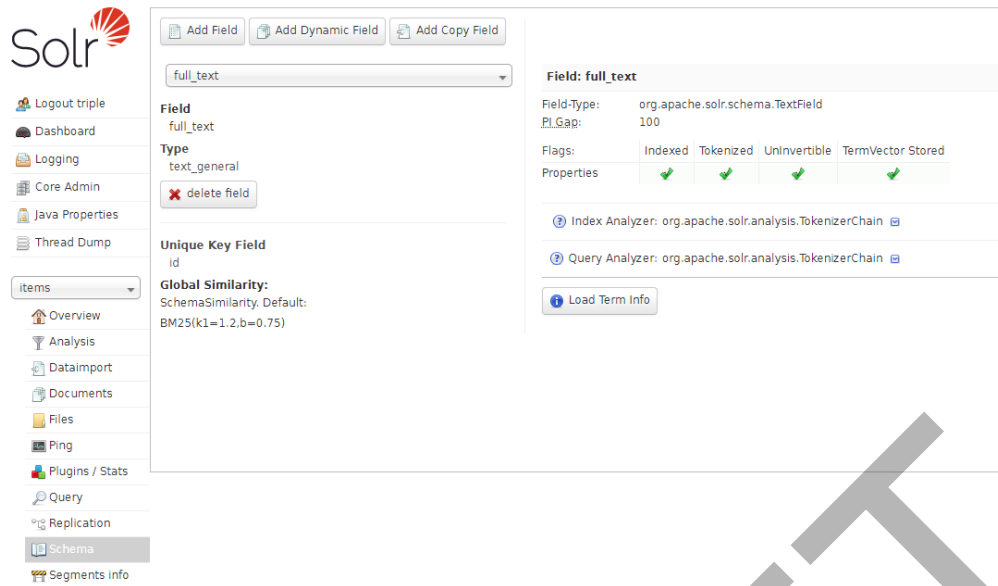 Solr
Logout triple
Dashboard
Logging
Core Admin
Java Properties
Thread Dump
items
Overview
Analysis
Dataimport
Documents
Files
Ping
Plugins / Stats
Query
Replication
Schema
Segments info
Add Field Add Dynamic Field Add Copy Field
full_text
Field
full_text
Type
text_general
delete field
Unique Key Field
id
Global Similarity:
SchemaSimilarity. Default:
BM25(k1=1.2,b=0.75)
Field: full_text
Field-Type: org.apache.solr.schema.TextField
PI Gap: 100
Flags: Indexed Tokenized UnInvertible TermVector Stored
Properties
Index Analyzer: org.apache.solr.analysis.TokenizerChain
Query Analyzer: org.apache.solr.analysis.TokenizerChain
Load Term Info